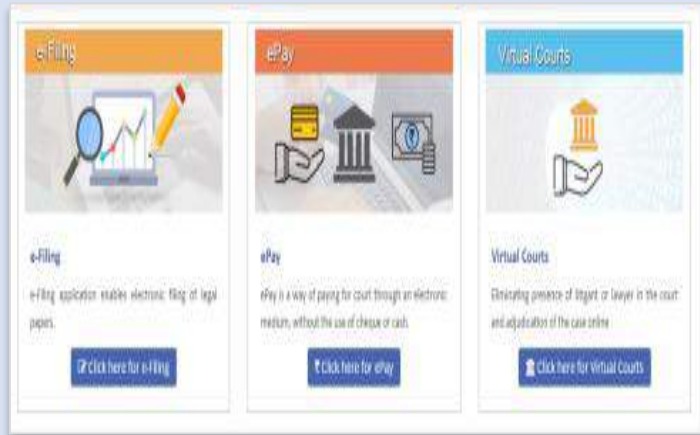 e-Filing
e-Filing
e-Filing application enables electronic filing of legal
papers.
Click here for e-Filing
ePay
ePay
ePay is a way of paying for court through an electronic
medium, without the use of cheque or cash.
₹ Click here for ePay
Virtual Courts
Virtual Courts
Eliminating presence of litigant or lawyer in the court
and adjudication of the case online
Click here for Virtual Courts